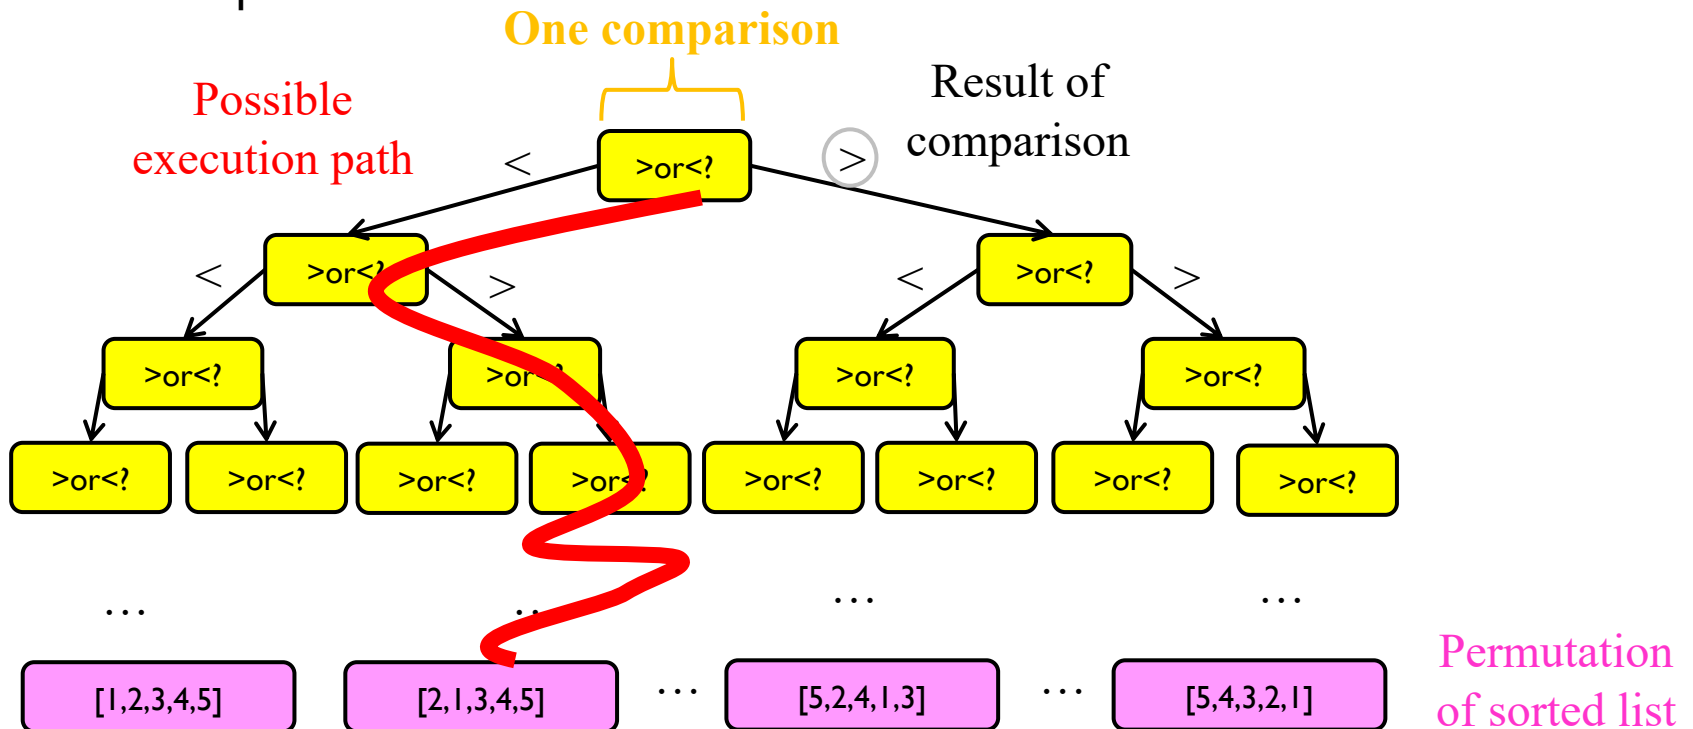 One comparison
Possible
execution path
Result of
comparison
< >or<? >
< >or<? > < >or<? >
>or<? >or<? >or<? >or<?
>or<? >or<? >or<? >or<? >or<? >or<? >or<? >or<?
… … … …
[1,2,3,4,5] [2,1,3,4,5] … [5,2,4,1,3] … [5,4,3,2,1]
Permutation
of sorted list